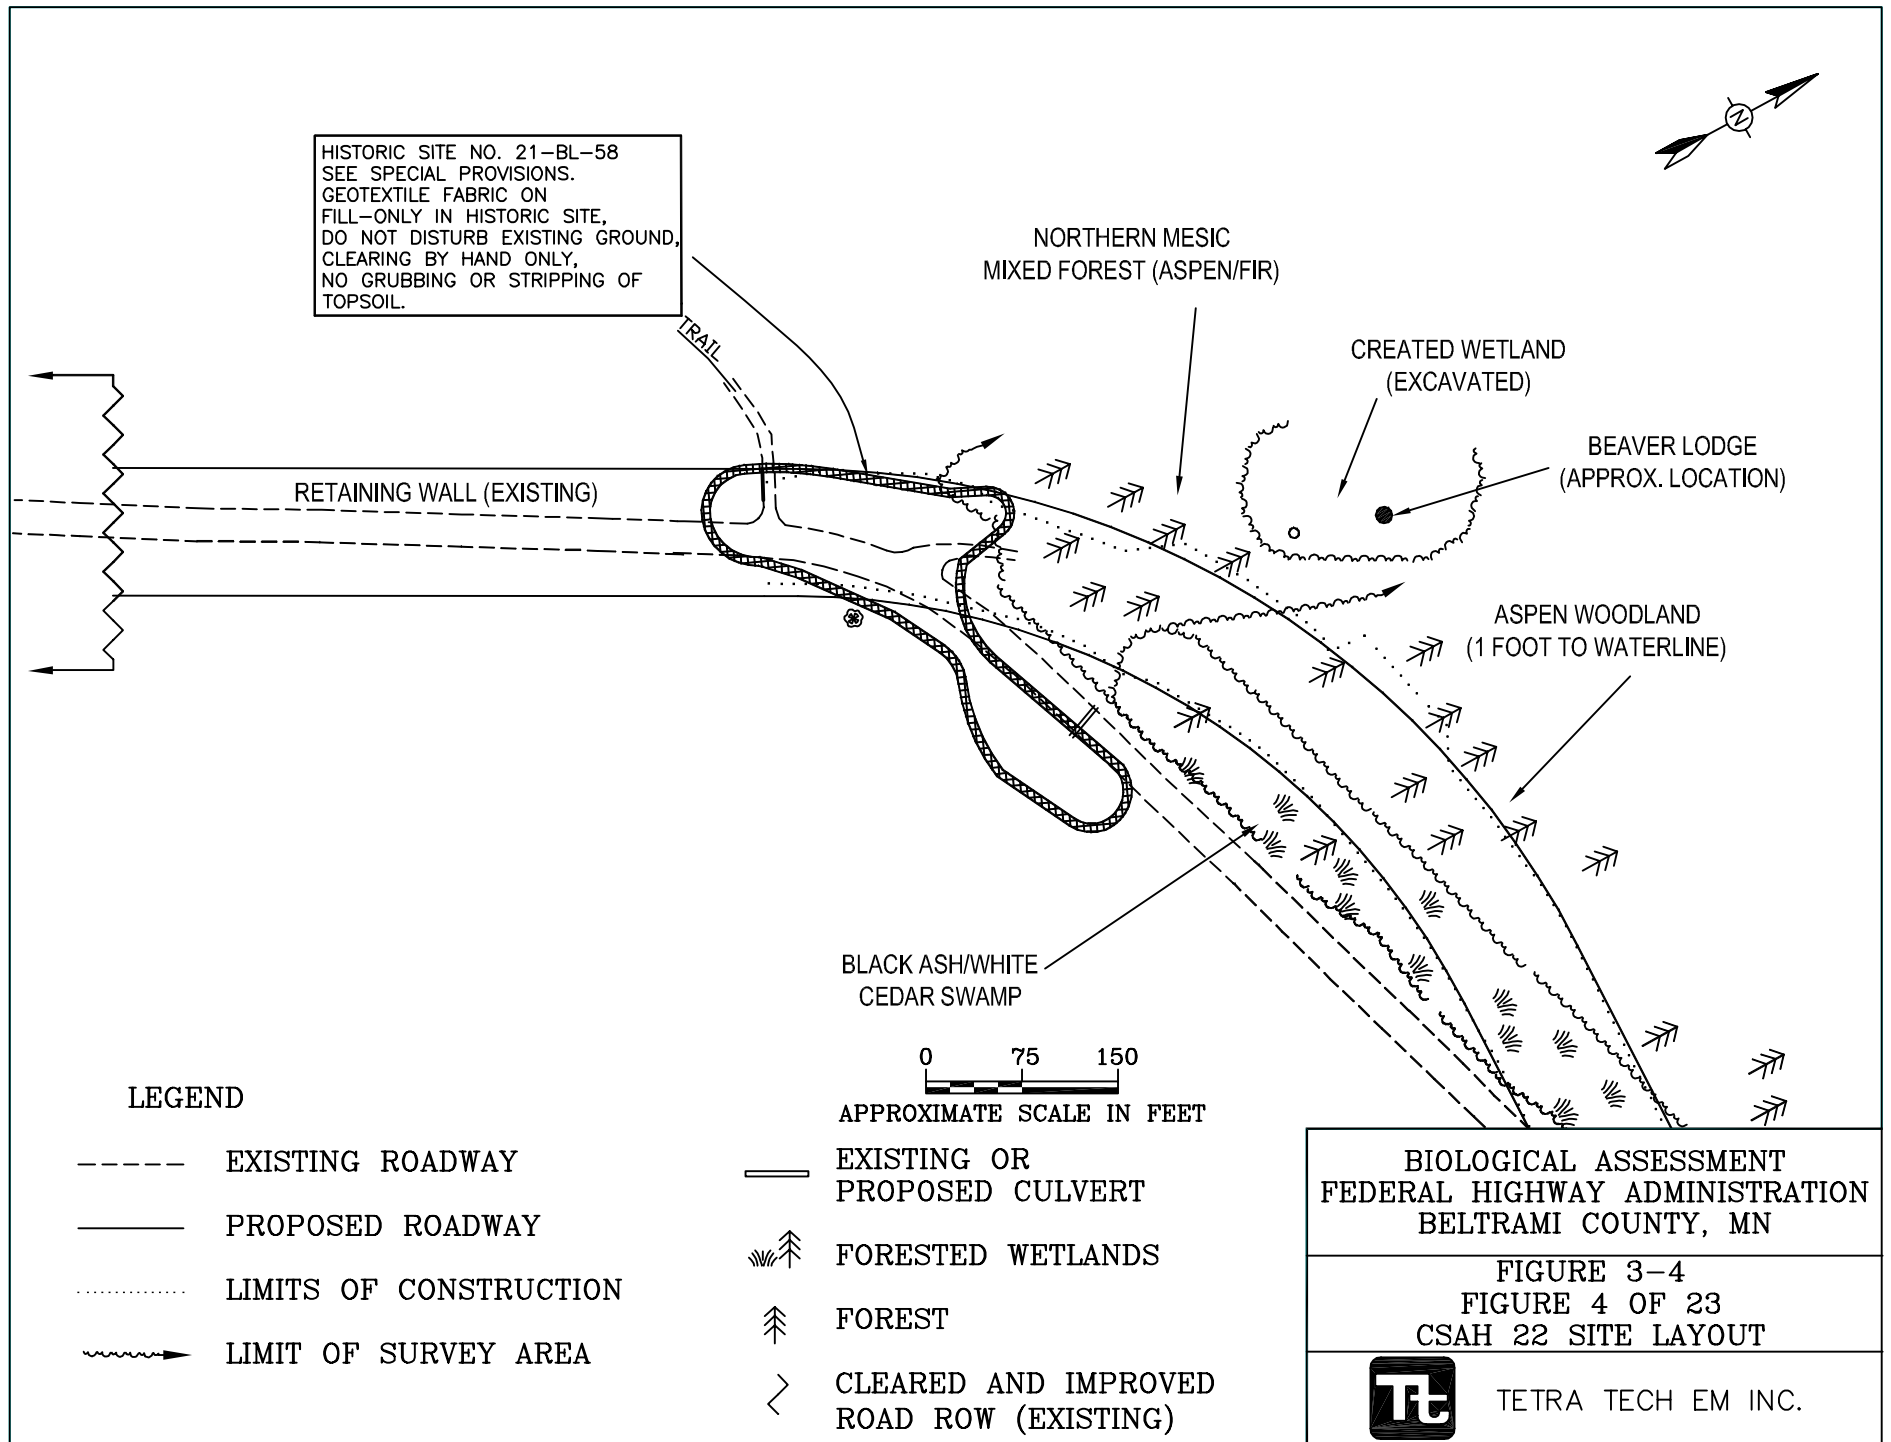 HISTORIC SITE NO. 21-BL-58
SEE SPECIAL PROVISIONS.
GEOTEXTILE FABRIC ON
FILL-ONLY IN HISTORIC SITE,
DO NOT DISTURB EXISTING GROUND,
CLEARING BY HAND ONLY,
NO GRUBBING OR STRIPPING OF
TOPSOIL.
N
TRAIL
NORTHERN MESIC
MIXED FOREST (ASPEN/FIR)
CREATED WETLAND
(EXCAVATED)
BEAVER LODGE
(APPROX. LOCATION)
RETAINING WALL (EXISTING)
ASPEN WOODLAND
(1 FOOT TO WATERLINE)
BLACK ASH/WHITE
CEDAR SWAMP
0 75 150
APPROXIMATE SCALE IN FEET
LEGEND
EXISTING ROADWAY
PROPOSED ROADWAY
LIMITS OF CONSTRUCTION
LIMIT OF SURVEY AREA
EXISTING OR
PROPOSED CULVERT
FORESTED WETLANDS
FOREST
CLEARED AND IMPROVED
ROAD ROW (EXISTING)
BIOLOGICAL ASSESSMENT
FEDERAL HIGHWAY ADMINISTRATION
BELTRAMI COUNTY, MN
FIGURE 3-4
FIGURE 4 OF 23
CSAH 22 SITE LAYOUT
Tt
TETRA TECH EM INC.